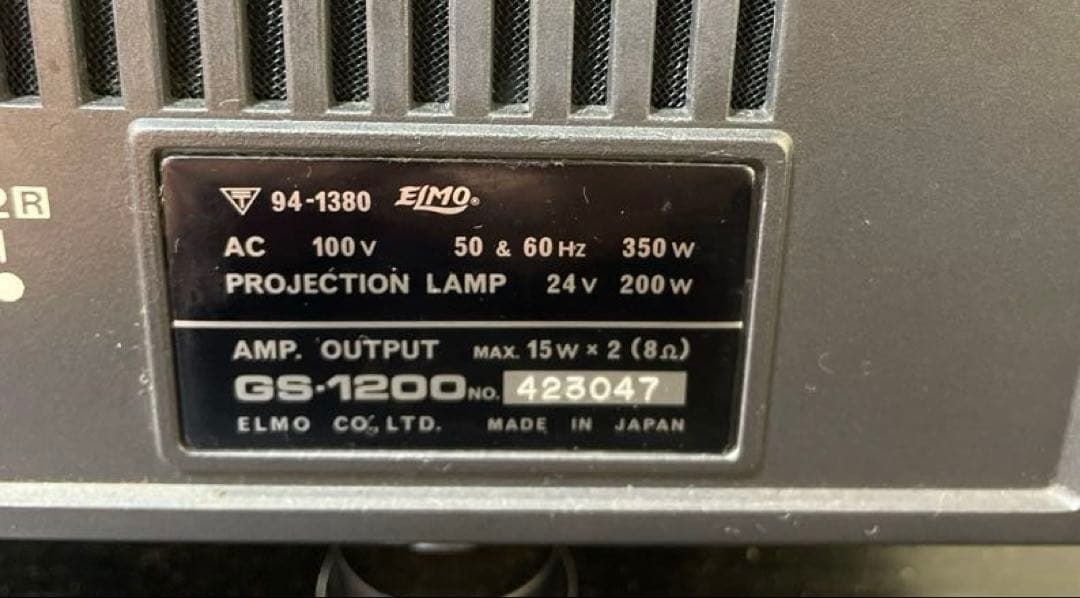 94-1380 ELMO®
AC 100V 50 & 60Hz 350W
PROJECTION LAMP 24V 200W
AMP. OUTPUT MAX. 15W × 2 (8Ω)
GS-1200 NO. 423047
ELMO CO., LTD. MADE IN JAPAN
2R